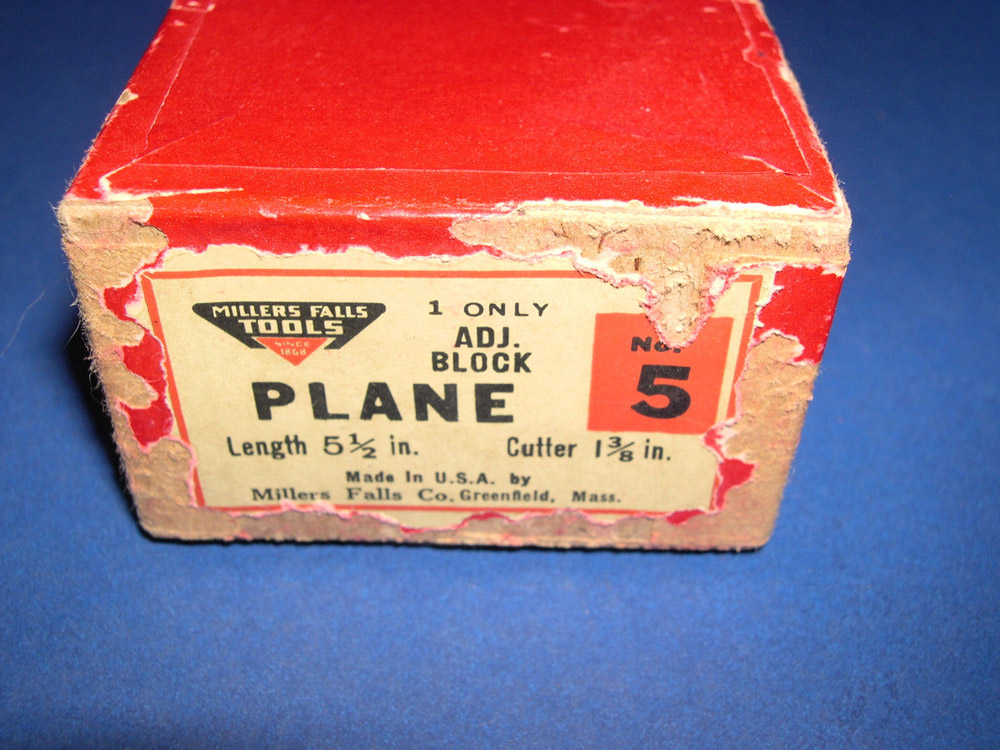 MILLERS FALLS
TOOLS
SINCE
1868
1 ONLY
ADJ.
BLOCK
PLANE
No.
5
Length 5½ in. Cutter 1⅜ in.
Made In U.S.A. by
Millers Falls Co. Greenfield, Mass.